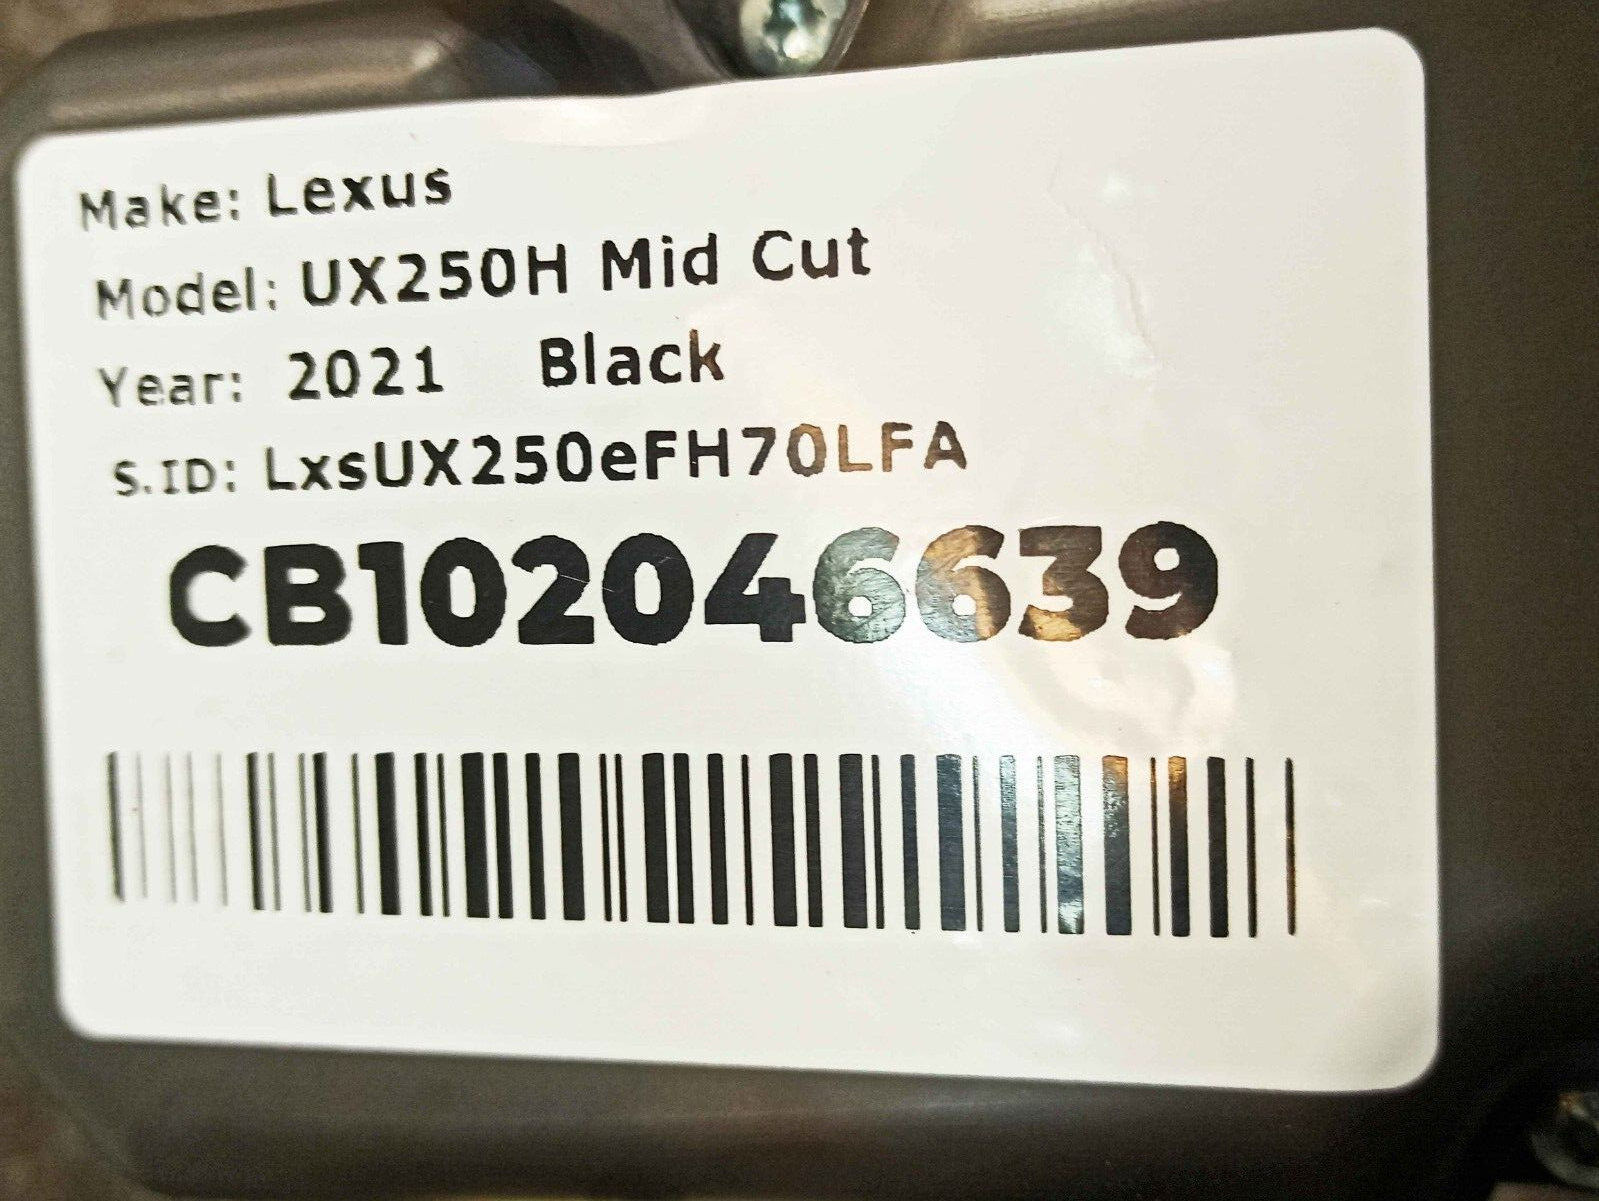 Make: Lexus
Model: UX250H Mid Cut
Year: 2021 Black
S.ID: LxsUX250eFH70LFA
CB102046639